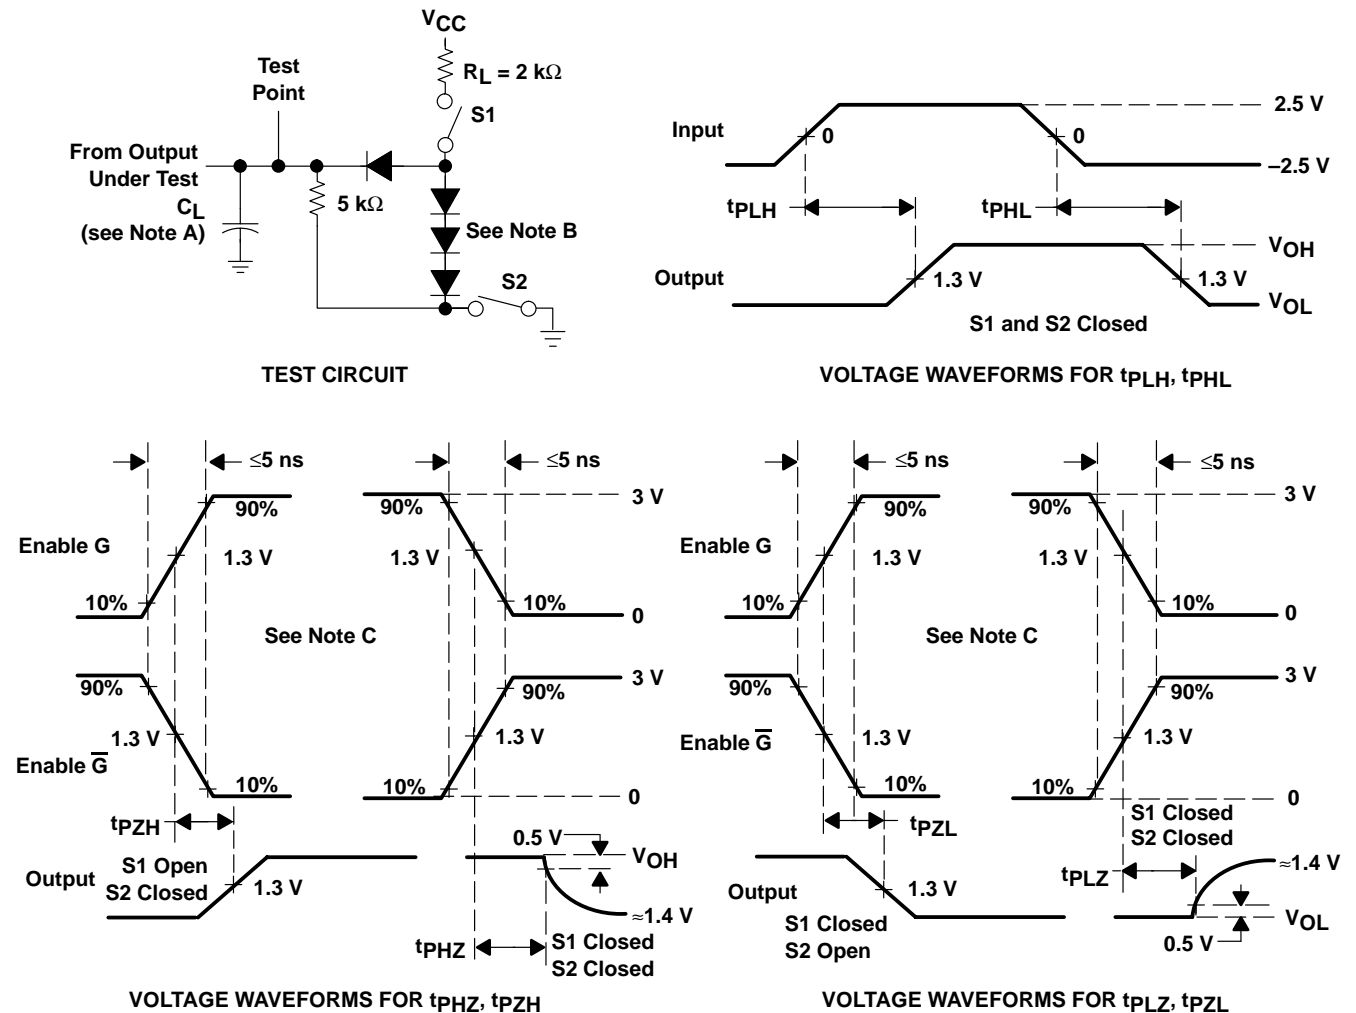 VCC
RL = 2 kΩ
S1
Test
Point
From Output
Under Test
CL
(see Note A)
5 kΩ
See Note B
S2
TEST CIRCUIT
Input
2.5 V
0
0
–2.5 V
tPLH
tPHL
Output
VOH
1.3 V
1.3 V
VOL
S1 and S2 Closed
VOLTAGE WAVEFORMS FOR tPLH, tPHL
≤5 ns
≤5 ns
90%
90%
3 V
Enable G
1.3 V
1.3 V
10%
10%
0
See Note C
90%
90%
3 V
Enable G̅
1.3 V
1.3 V
10%
10%
0
tPZH
0.5 V
VOH
Output
S1 Open
S2 Closed
1.3 V
≈1.4 V
tPHZ
S1 Closed
S2 Closed
VOLTAGE WAVEFORMS FOR tPHZ, tPZH
≤5 ns
≤5 ns
90%
90%
3 V
Enable G
1.3 V
1.3 V
10%
10%
0
See Note C
90%
90%
3 V
Enable G̅
1.3 V
1.3 V
10%
10%
0
tPZL
S1 Closed
S2 Closed
Output
1.3 V
tPLZ
≈1.4 V
S1 Closed
S2 Open
VOL
0.5 V
VOLTAGE WAVEFORMS FOR tPLZ, tPZL